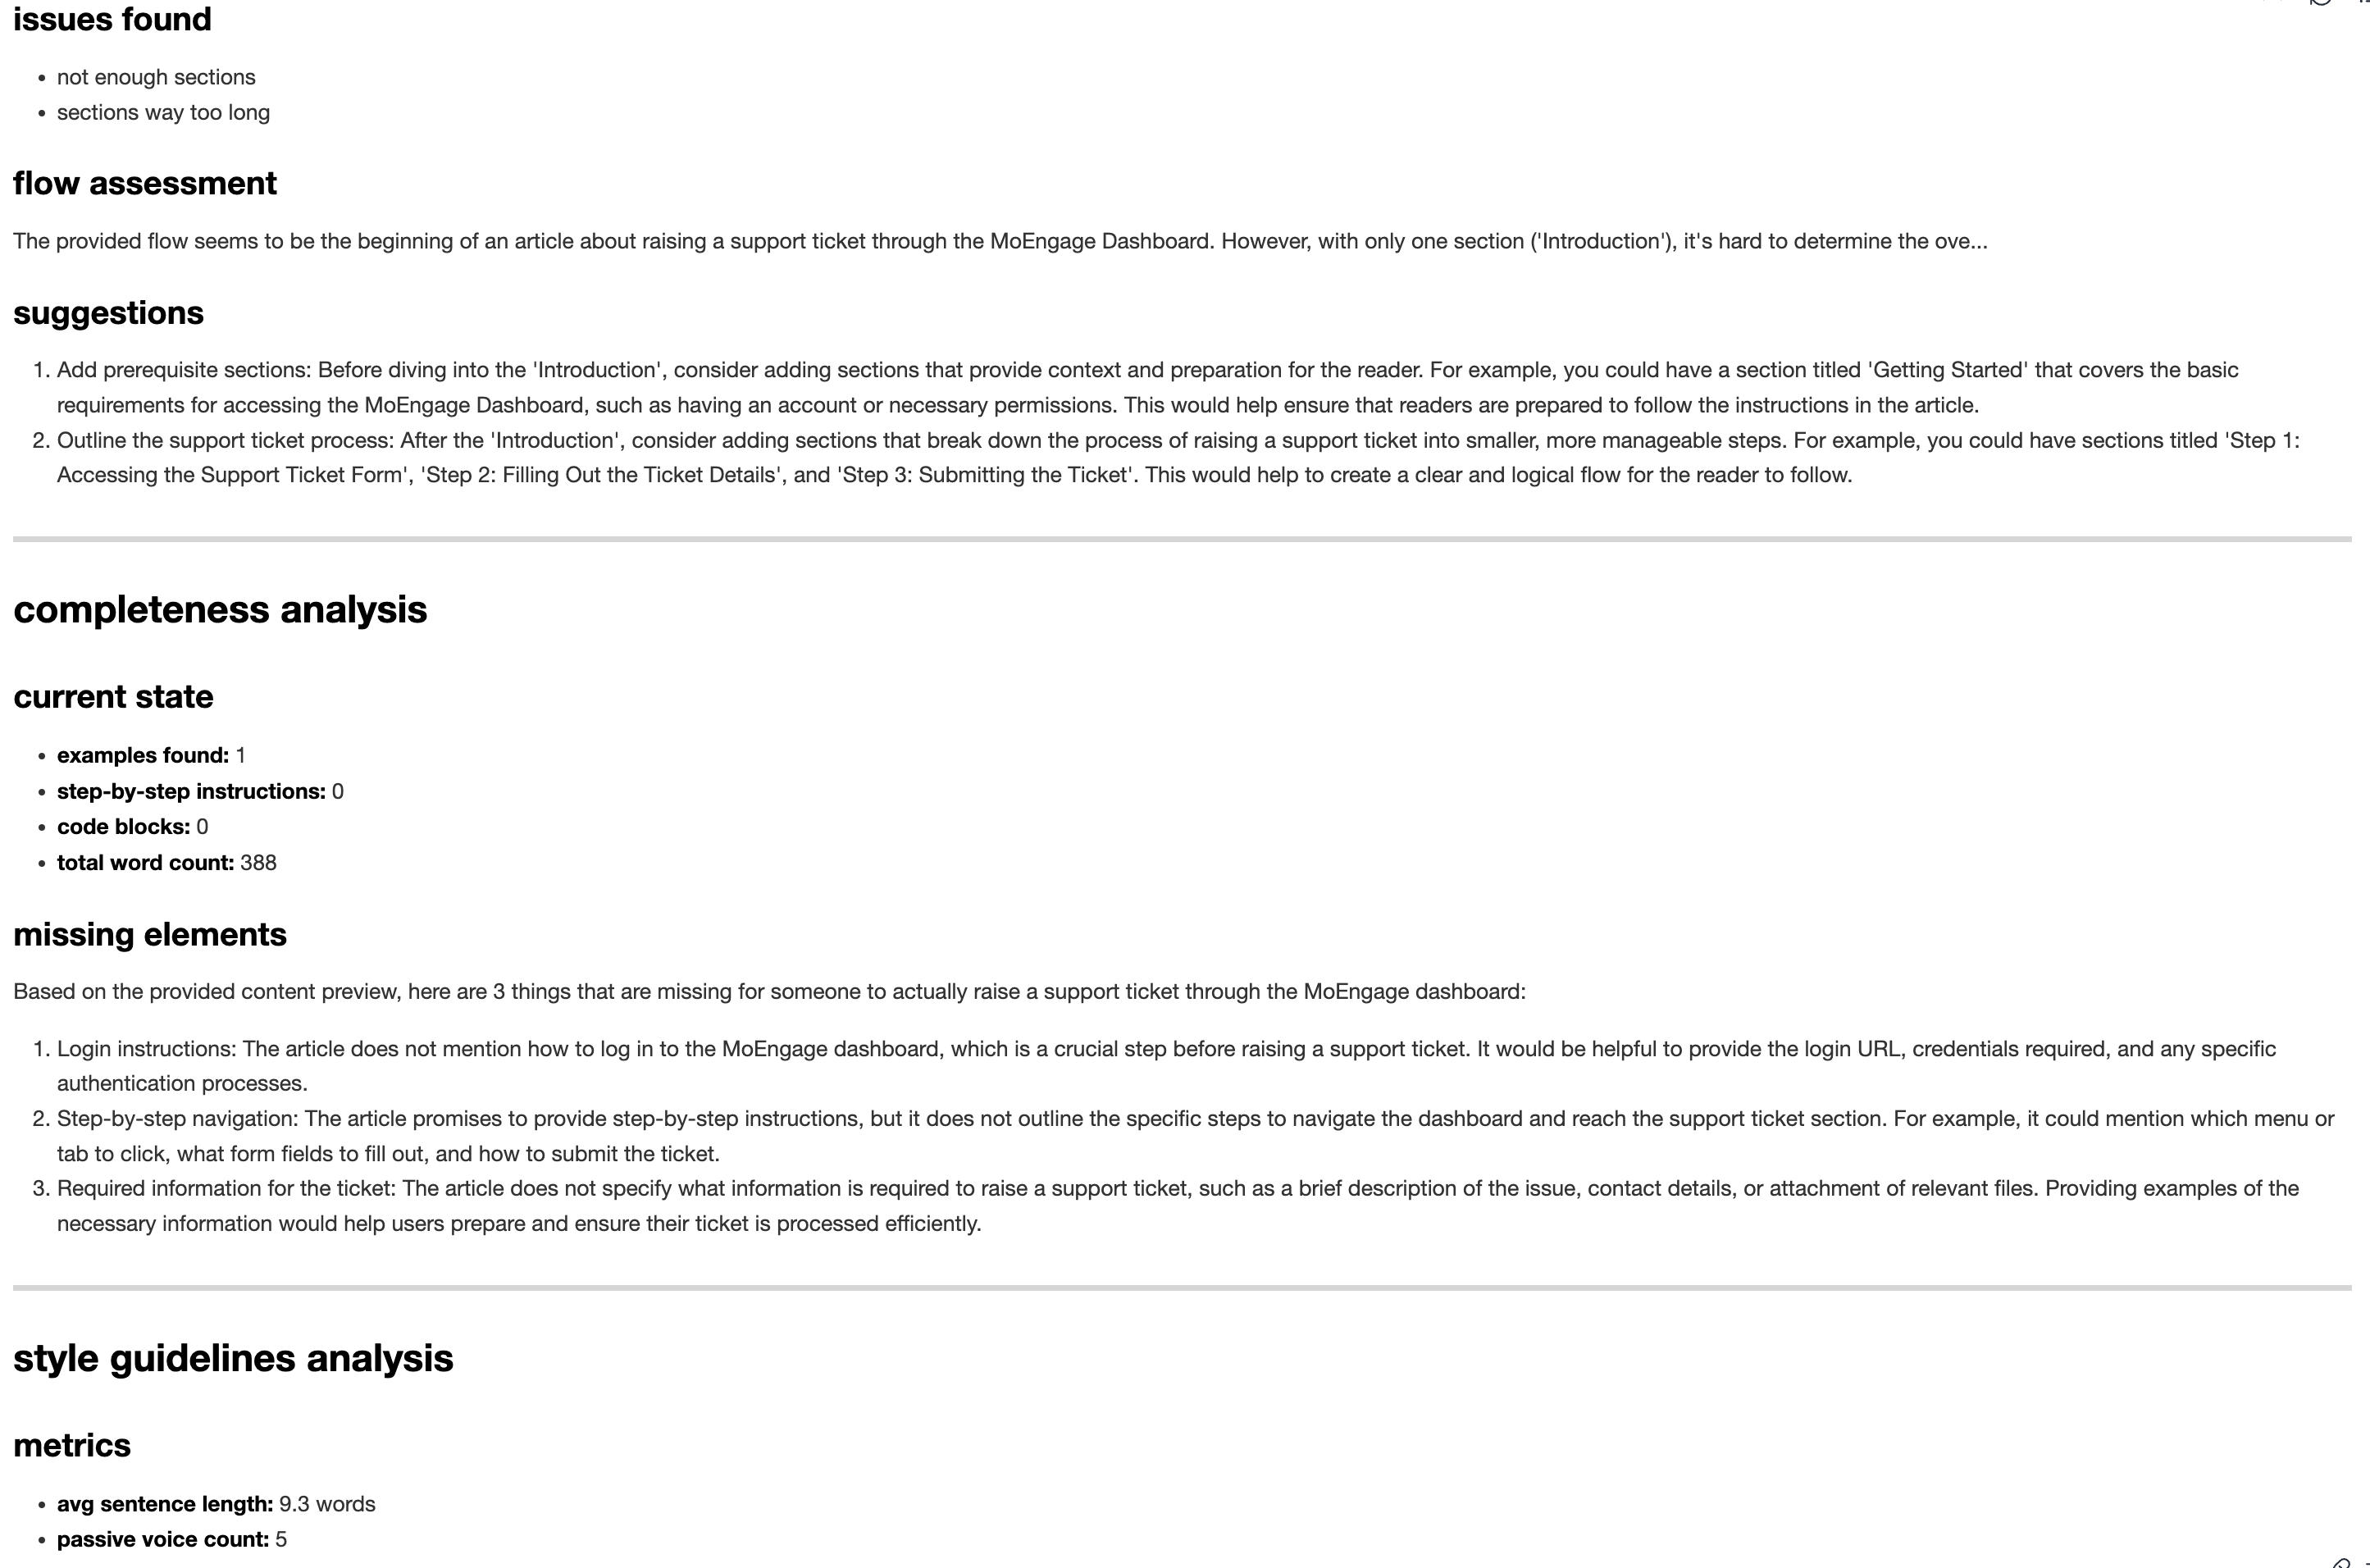 issues found
• not enough sections
• sections way too long
flow assessment
The provided flow seems to be the beginning of an article about raising a support ticket through the MoEngage Dashboard. However, with only one section ('Introduction'), it's hard to determine the ove...
suggestions
1. Add prerequisite sections: Before diving into the 'Introduction', consider adding sections that provide context and preparation for the reader. For example, you could have a section titled 'Getting Started' that covers the basic
requirements for accessing the MoEngage Dashboard, such as having an account or necessary permissions. This would help ensure that readers are prepared to follow the instructions in the article.
2. Outline the support ticket process: After the 'Introduction', consider adding sections that break down the process of raising a support ticket into smaller, more manageable steps. For example, you could have sections titled 'Step 1:
Accessing the Support Ticket Form', 'Step 2: Filling Out the Ticket Details', and 'Step 3: Submitting the Ticket'. This would help to create a clear and logical flow for the reader to follow.
completeness analysis
current state
• examples found: 1
• step-by-step instructions: 0
• code blocks: 0
• total word count: 388
missing elements
Based on the provided content preview, here are 3 things that are missing for someone to actually raise a support ticket through the MoEngage dashboard:
1. Login instructions: The article does not mention how to log in to the MoEngage dashboard, which is a crucial step before raising a support ticket. It would be helpful to provide the login URL, credentials required, and any specific
authentication processes.
2. Step-by-step navigation: The article promises to provide step-by-step instructions, but it does not outline the specific steps to navigate the dashboard and reach the support ticket section. For example, it could mention which menu or
tab to click, what form fields to fill out, and how to submit the ticket.
3. Required information for the ticket: The article does not specify what information is required to raise a support ticket, such as a brief description of the issue, contact details, or attachment of relevant files. Providing examples of the
necessary information would help users prepare and ensure their ticket is processed efficiently.
style guidelines analysis
metrics
• avg sentence length: 9.3 words
• passive voice count: 5